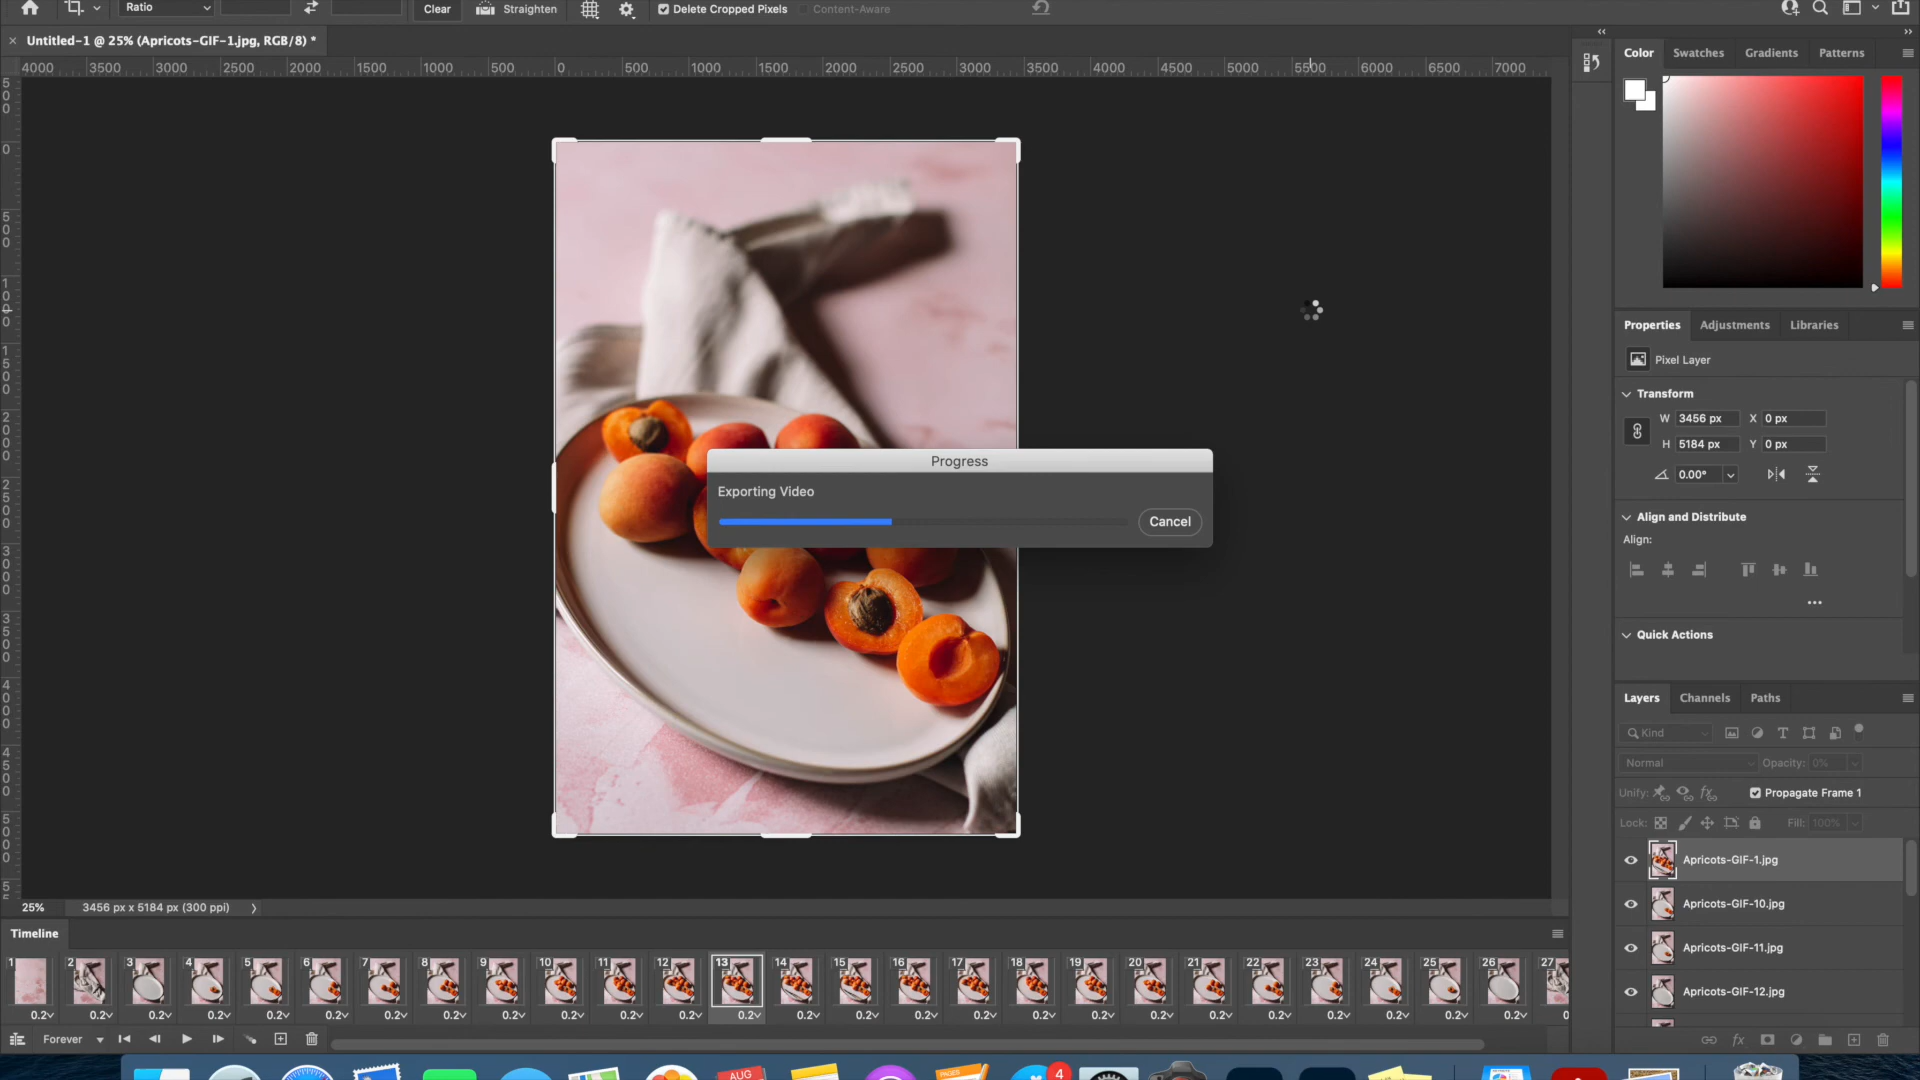 Ratio
Clear
Straighten
Delete Cropped Pixels
Content-Aware
Untitled-1 @ 25% (Apricots-GIF-1.jpg, RGB/8) *
4000 3500 3000 2500 2000 1500 1000 500 0 500 1000 1500 2000 2500 3000 3500 4000 4500 5000 5500 6000 6500 7000
Color Swatches Gradients Patterns
Properties Adjustments Libraries
Pixel Layer
Transform
W 3456 px X 0 px
H 5184 px Y 0 px
0.00°
Align and Distribute
Align:
Quick Actions
Progress
Exporting Video
Cancel
Layers Channels Paths
Kind
Normal Opacity: 0%
Unify: Propagate Frame 1
Lock: Fill: 100%
Apricots-GIF-1.jpg
Apricots-GIF-10.jpg
Apricots-GIF-11.jpg
Apricots-GIF-12.jpg
25% 3456 px x 5184 px (300 ppi)
Timeline
1 2 3 4 5 6 7 8 9 10 11 12 13 14 15 16 17 18 19 20 21 22 23 24 25 26 27
0.2 0.2 0.2 0.2 0.2 0.2 0.2 0.2 0.2 0.2 0.2 0.2 0.2 0.2 0.2 0.2 0.2 0.2 0.2 0.2 0.2 0.2 0.2 0.2 0.2 0.2 0
Forever
AUG
PAGES
4